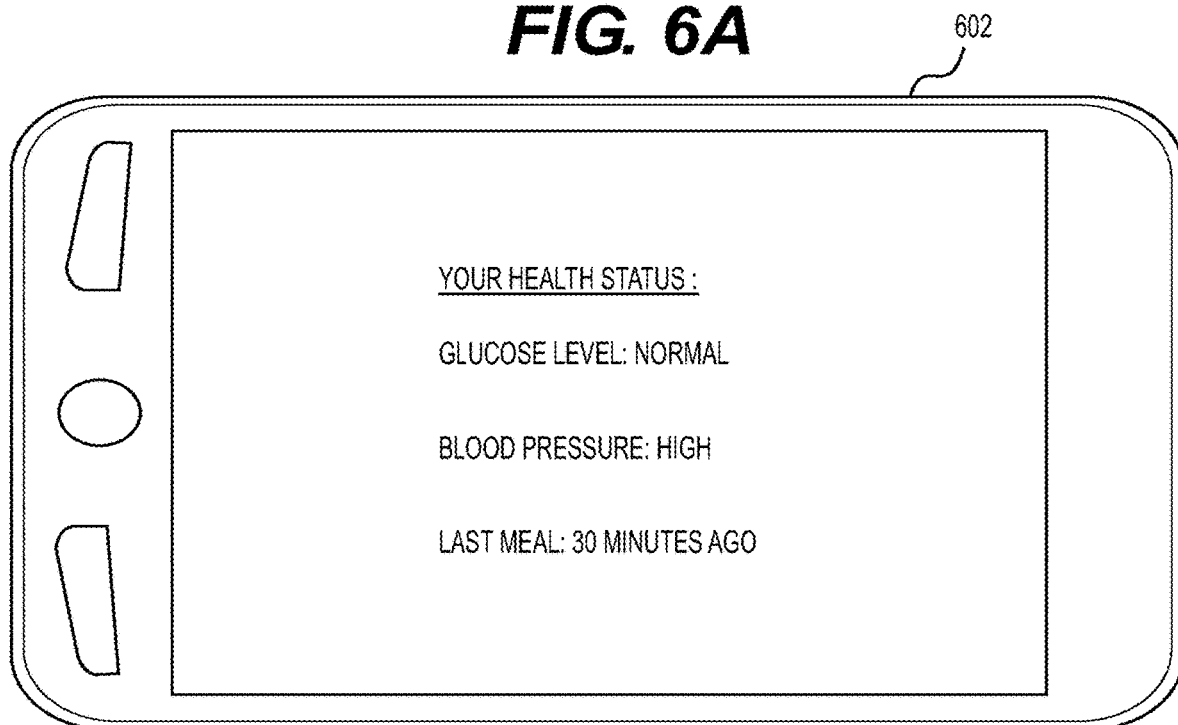 FIG. 6A
602
YOUR HEALTH STATUS :
GLUCOSE LEVEL: NORMAL
BLOOD PRESSURE: HIGH
LAST MEAL: 30 MINUTES AGO